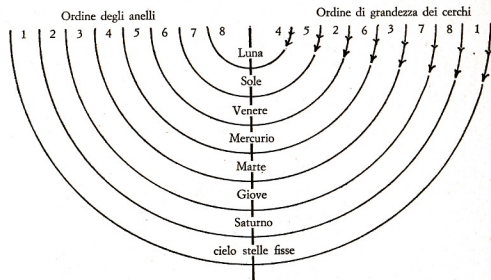 Ordine degli anelli
Ordine di grandezza dei cerchi
1 2 3 4 5 6 7 8 4 5 2 6 3 7 8 1
Luna
Sole
Venere
Mercurio
Marte
Giove
Saturno
cielo stelle fisse